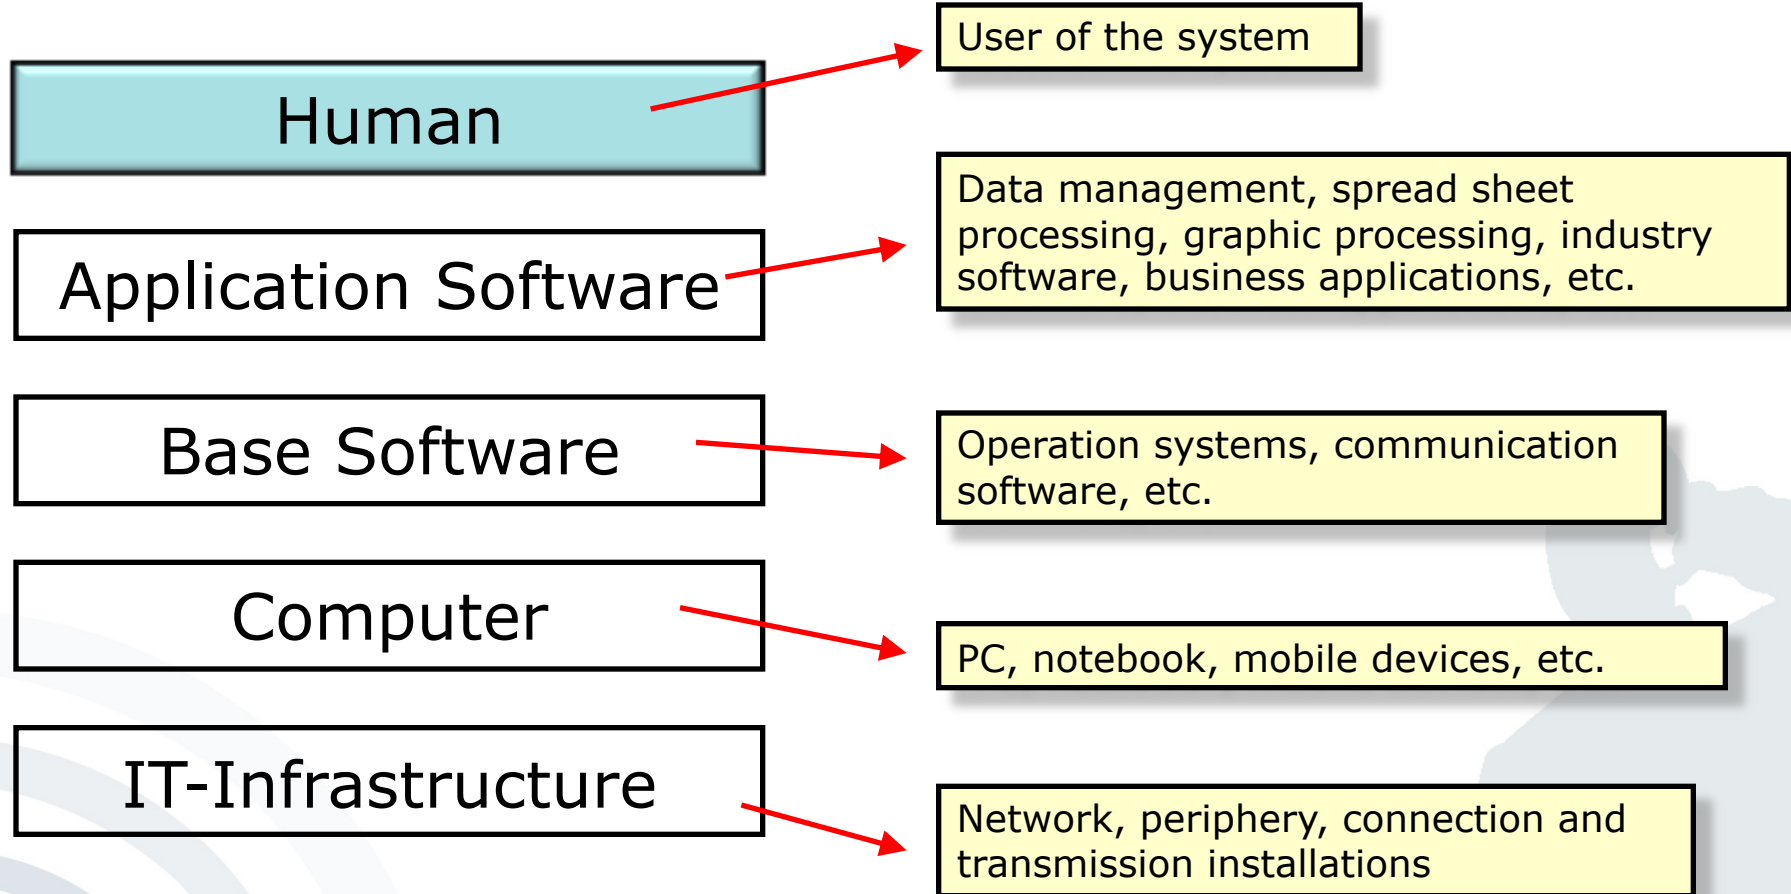 Human
User of the system
Application Software
Data management, spread sheet
processing, graphic processing, industry
software, business applications, etc.
Base Software
Operation systems, communication
software, etc.
Computer
PC, notebook, mobile devices, etc.
IT-Infrastructure
Network, periphery, connection and
transmission installations